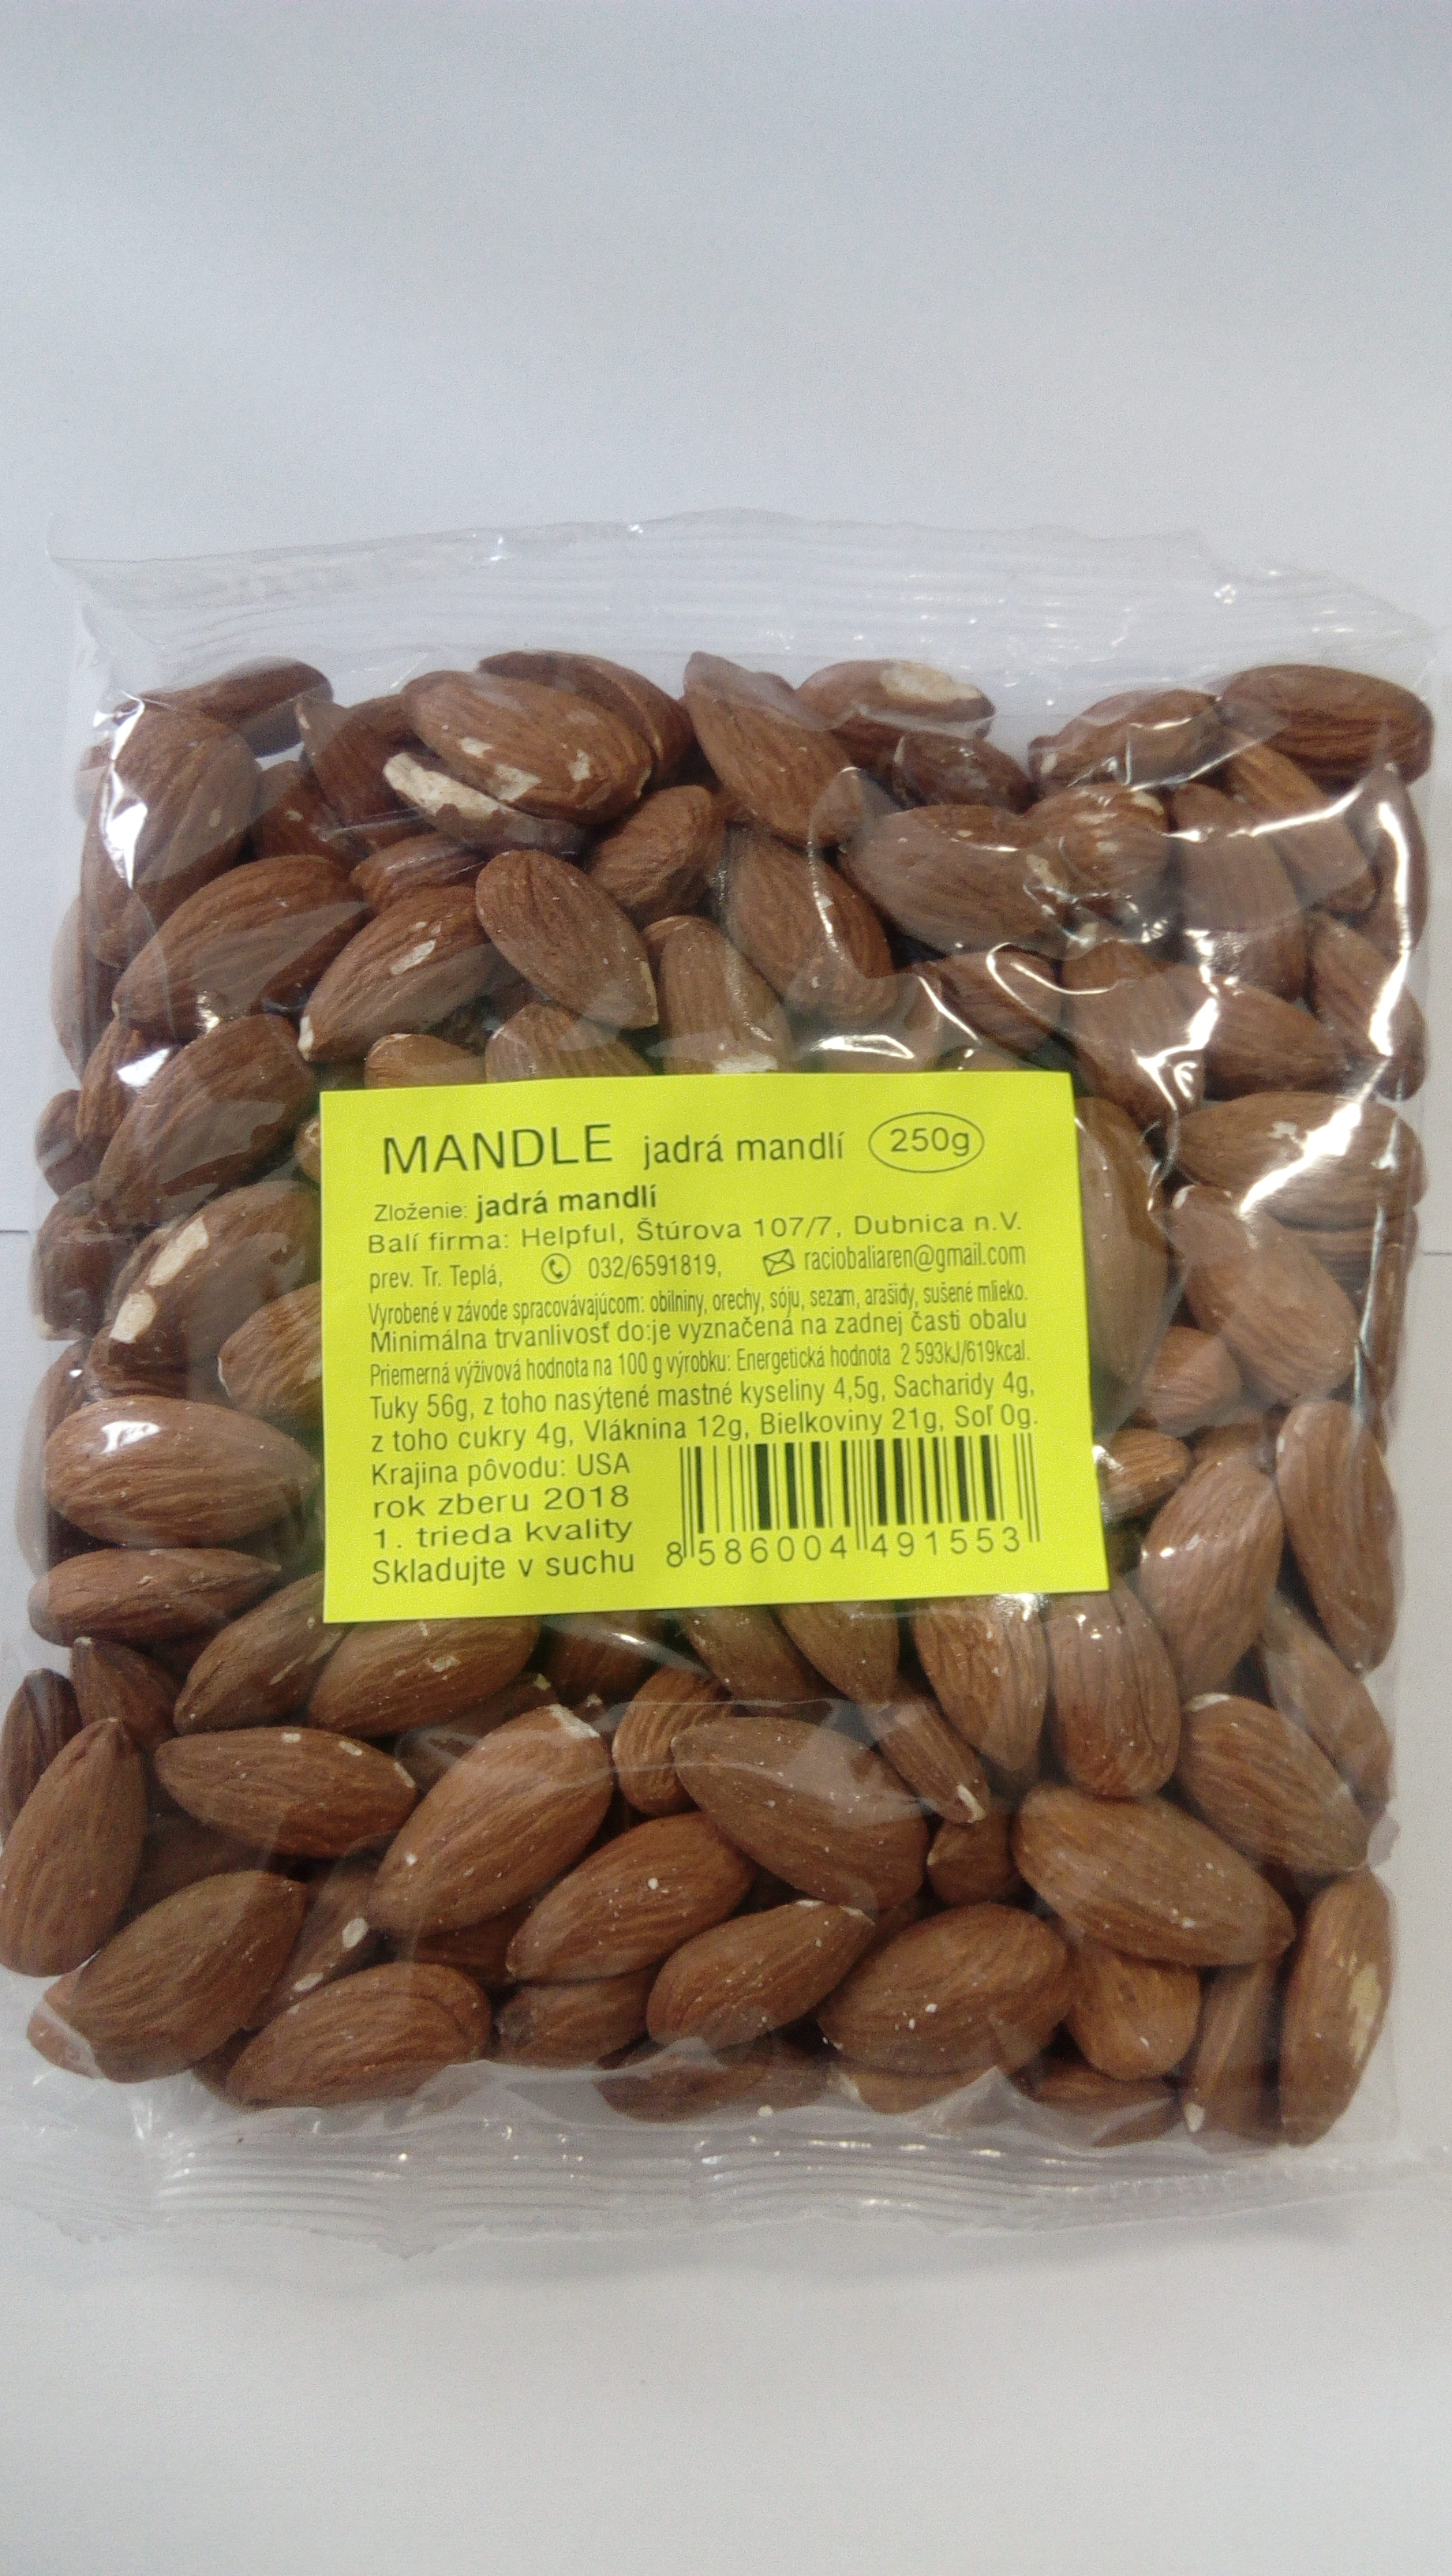 MANDLE jadrá mandlí 250g
Zloženie: jadrá mandlí
Balí firma: Helpful, Štúrova 107/7, Dubnica n.V.
prev. Tr. Teplá, 032/6591819, raciobaliaren@gmail.com
Vyrobené v závode spracovávajúcom: obilniny, orechy, sóju, sezam, arašidy, sušené mlieko.
Minimálna trvanlivosť do:je vyznačená na zadnej časti obalu
Priemerná výživová hodnota na 100 g výrobku: Energetická hodnota 2 593kJ/619kcal.
Tuky 56g, z toho nasýtené mastné kyseliny 4,5g, Sacharidy 4g,
z toho cukry 4g, Vláknina 12g, Bielkoviny 21g, Soľ 0g.
Krajina pôvodu: USA
rok zberu 2018
1. trieda kvality
Skladujte v suchu
8 586004 491553